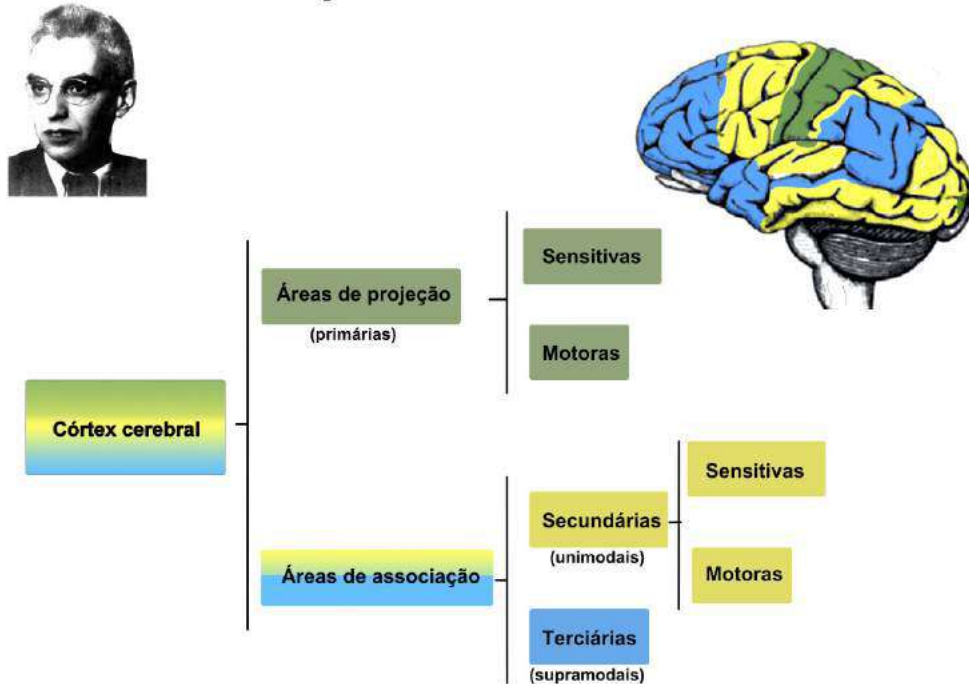 Sensitivas
Áreas de projeção
(primárias)
Motoras
Córtex cerebral
Sensitivas
Secundárias
(unimodais)
Áreas de associação
Motoras
Terciárias
(supramodais)